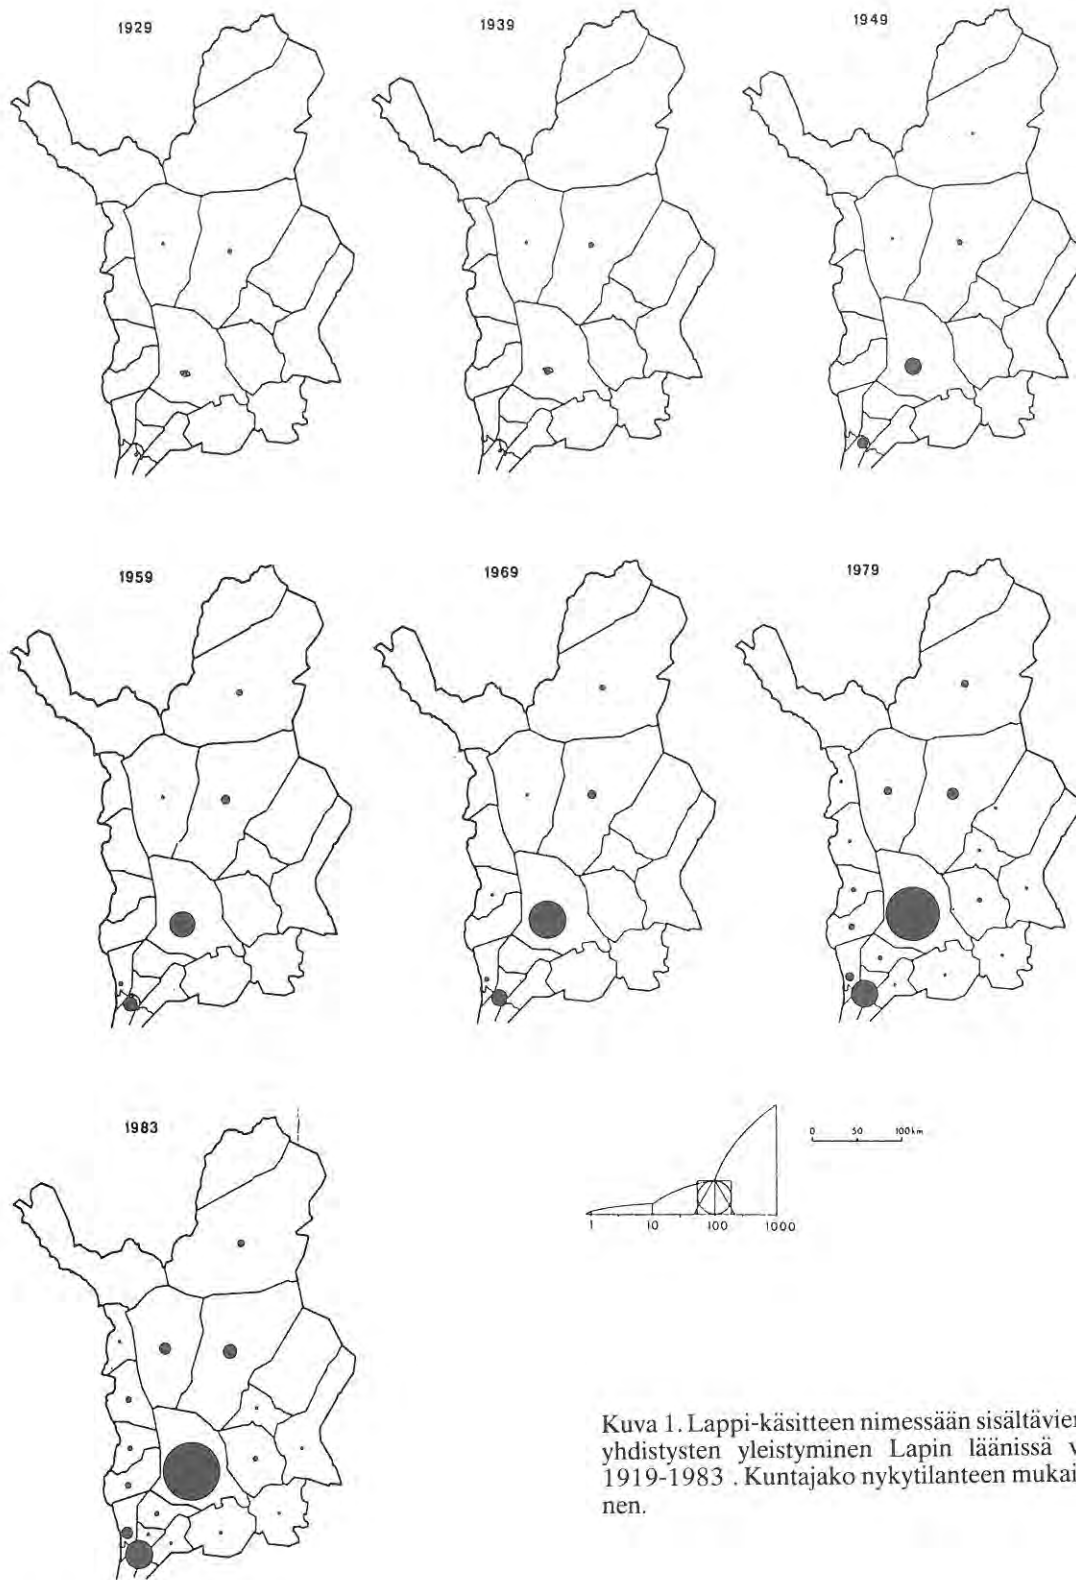 1929
1939
1949
1959
1969
1979
1983
0 50 100km
1 10 100 1000
Kuva 1. Lappi-käsitteen nimessään sisältävien
yhdistysten yleistyminen Lapin läänissä v
1919-1983 . Kuntajako nykytilanteen mukai
nen.